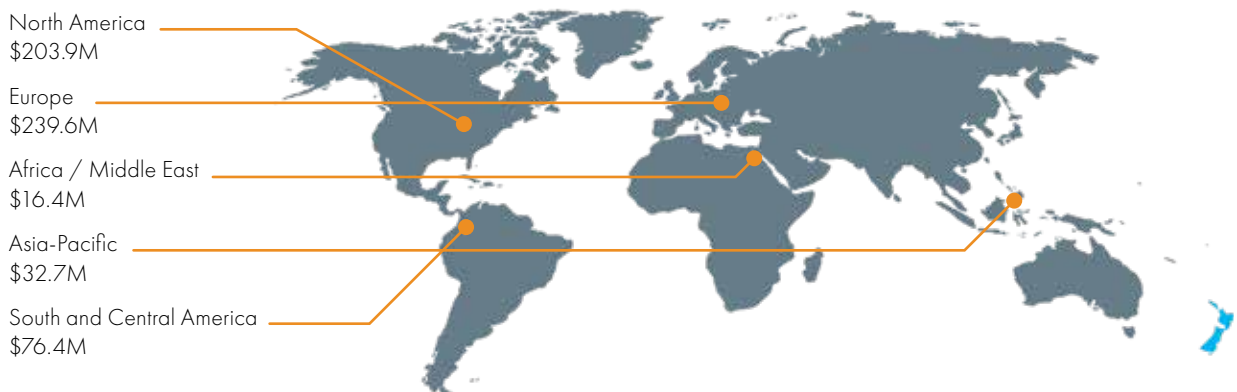 North America
$203.9M
Europe
$239.6M
Africa / Middle East
$16.4M
Asia-Pacific
$32.7M
South and Central America
$76.4M